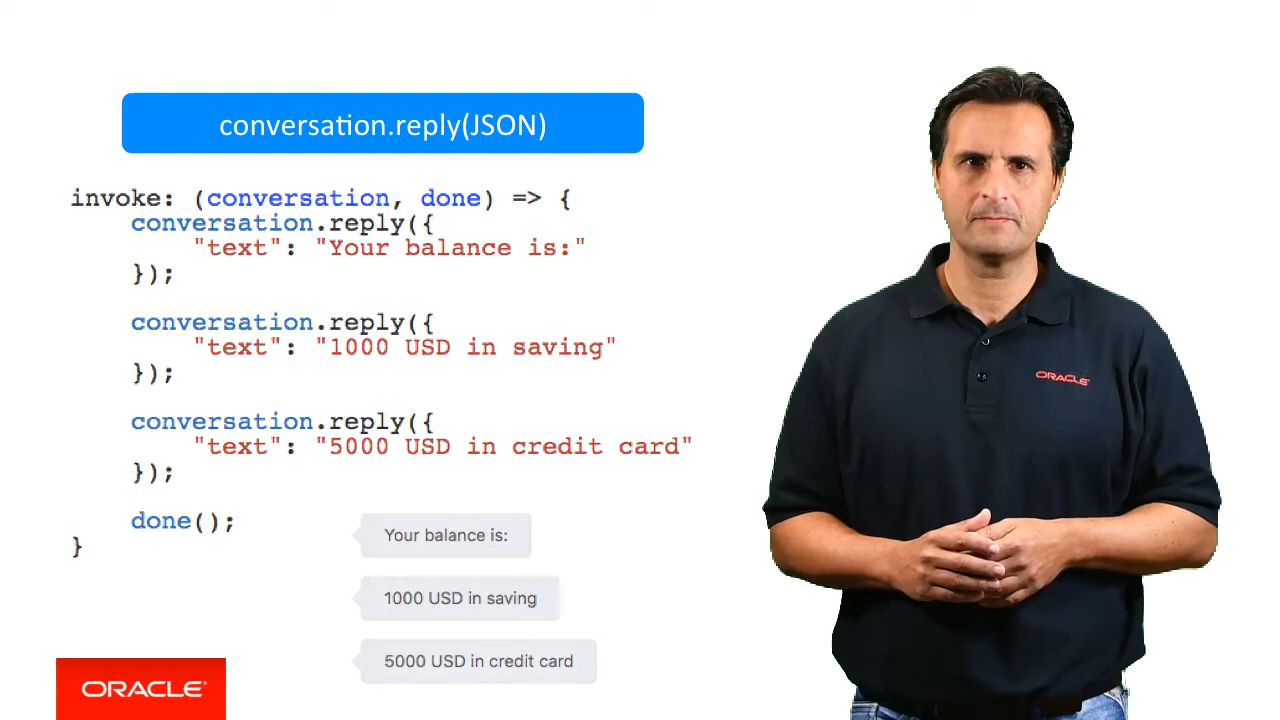 conversation.reply(JSON)
invoke: (conversation, done) => {
conversation.reply({
"text": "Your balance is:"
});
conversation.reply({
"text": "1000 USD in saving"
});
conversation.reply({
"text": "5000 USD in credit card"
});
done();
}
Your balance is:
1000 USD in saving
5000 USD in credit card
ORACLE®
ORACLE®